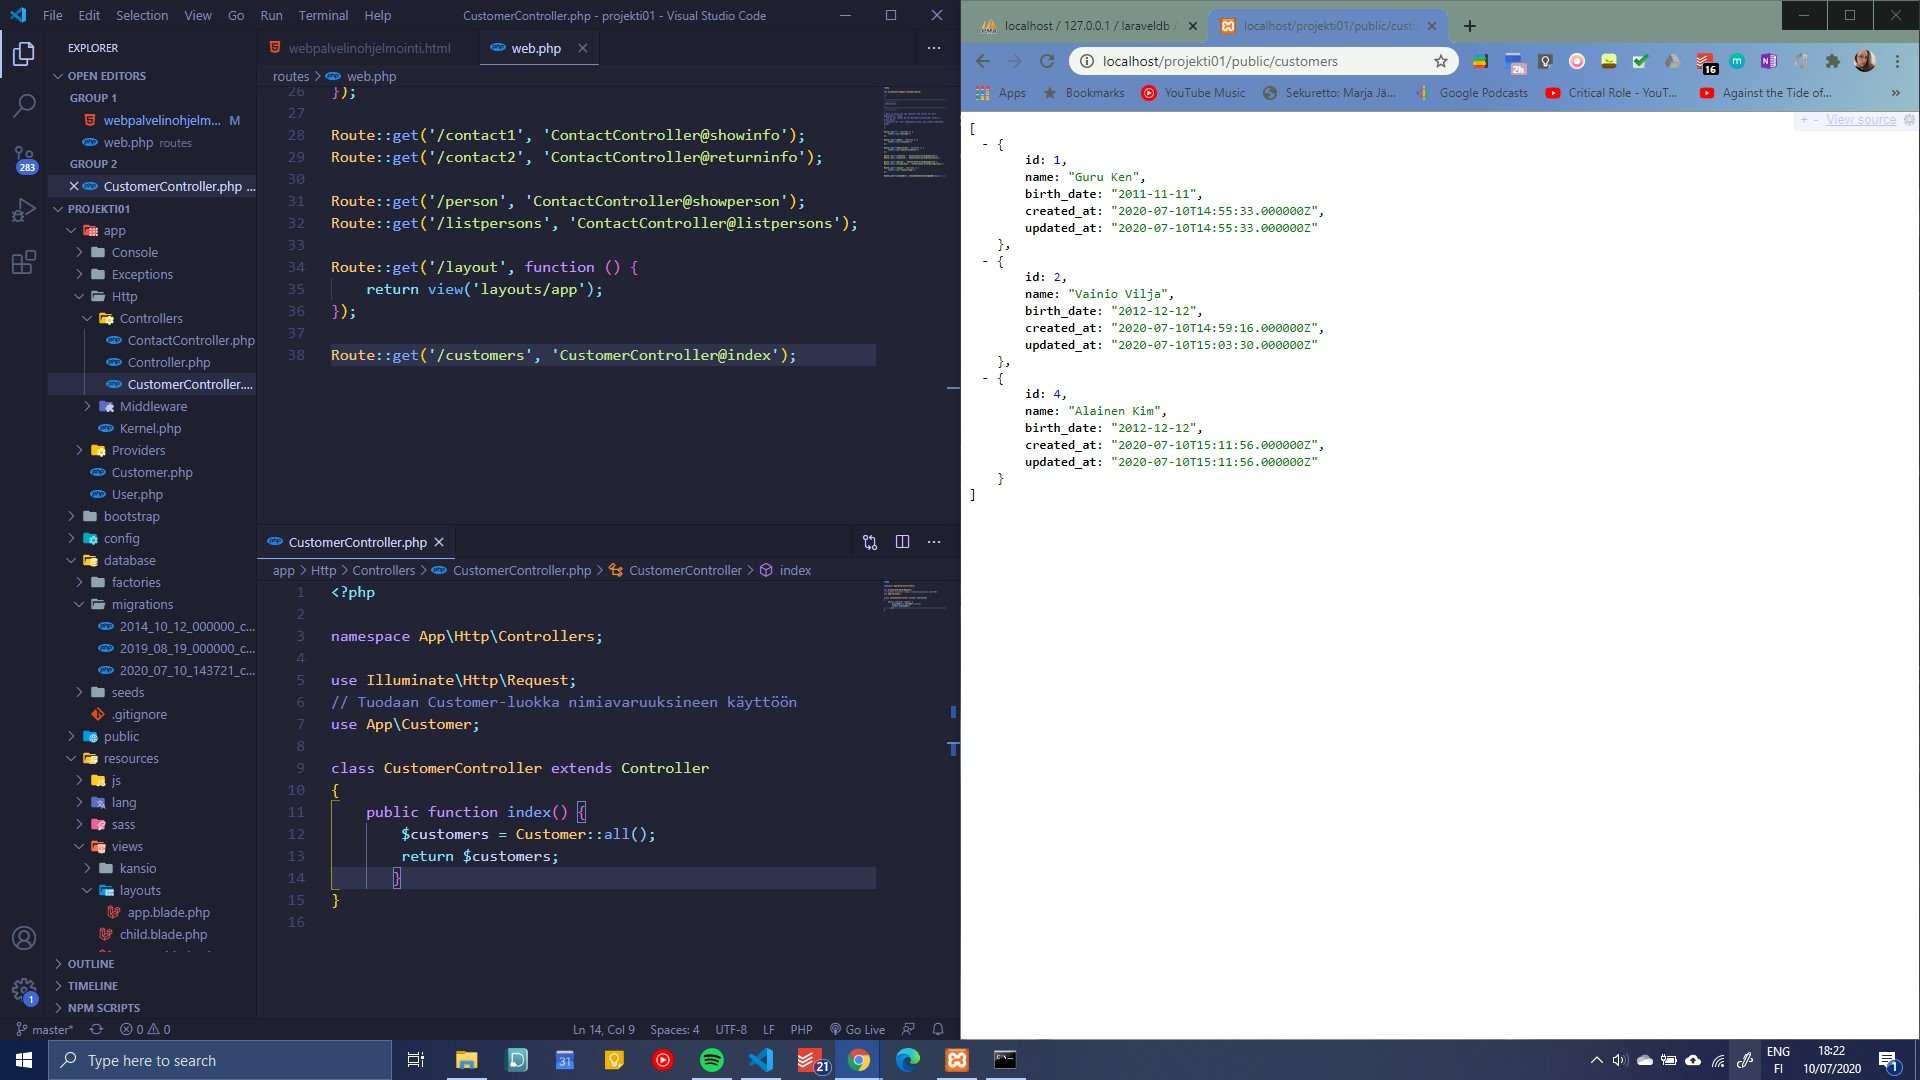 File Edit Selection View Go Run Terminal Help
CustomerController.php - projekti01 - Visual Studio Code
EXPLORER
OPEN EDITORS
GROUP 1
webpalvelinohjelm... M
web.php routes
GROUP 2
CustomerController.php ...
PROJEKTI01
app
Console
Exceptions
Http
Controllers
ContactController.php
Controller.php
CustomerController....
Middleware
Kernel.php
Providers
Customer.php
User.php
bootstrap
config
database
factories
migrations
2014_10_12_000000_c...
2019_08_19_000000_c...
2020_07_10_143721_c...
seeds
.gitignore
public
resources
js
lang
sass
views
kansio
layouts
app.blade.php
child.blade.php
OUTLINE
TIMELINE
NPM SCRIPTS
283
1
webpalvelinohjelmointi.html
web.php
routes > web.php
26 });
27
28 Route::get('/contact1', 'ContactController@showinfo');
29 Route::get('/contact2', 'ContactController@returninfo');
30
31 Route::get('/person', 'ContactController@showperson');
32 Route::get('/listpersons', 'ContactController@listpersons');
33
34 Route::get('/layout', function () {
35 return view('layouts/app');
36 });
37
38 Route::get('/customers', 'CustomerController@index');
CustomerController.php
app > Http > Controllers > CustomerController.php > CustomerController > index
1 <?php
2
3 namespace App\Http\Controllers;
4
5 use Illuminate\Http\Request;
6 // Tuodaan Customer-luokka nimiavaruuksineen käyttöön
7 use App\Customer;
8
9 class CustomerController extends Controller
10 {
11 public function index() {
12 $customers = Customer::all();
13 return $customers;
14 }
15 }
16
master* 0 0 Ln 14, Col 9 Spaces: 4 UTF-8 LF PHP Go Live
localhost / 127.0.0.1 / laraveldb
localhost/projekti01/public/cust
localhost/projekti01/public/customers
2h
16
Apps Bookmarks YouTube Music Sekuretto: Marja Jä... Google Podcasts Critical Role - YouT... Against the Tide of... »
+ - View source
[
- {
id: 1,
name: "Guru Ken",
birth_date: "2011-11-11",
created_at: "2020-07-10T14:55:33.000000Z",
updated_at: "2020-07-10T14:55:33.000000Z"
},
- {
id: 2,
name: "Vainio Vilja",
birth_date: "2012-12-12",
created_at: "2020-07-10T14:59:16.000000Z",
updated_at: "2020-07-10T15:03:30.000000Z"
},
- {
id: 4,
name: "Alainen Kim",
birth_date: "2012-12-12",
created_at: "2020-07-10T15:11:56.000000Z",
updated_at: "2020-07-10T15:11:56.000000Z"
}
]
Type here to search
31
21
ENG
FI
18:22
10/07/2020
1